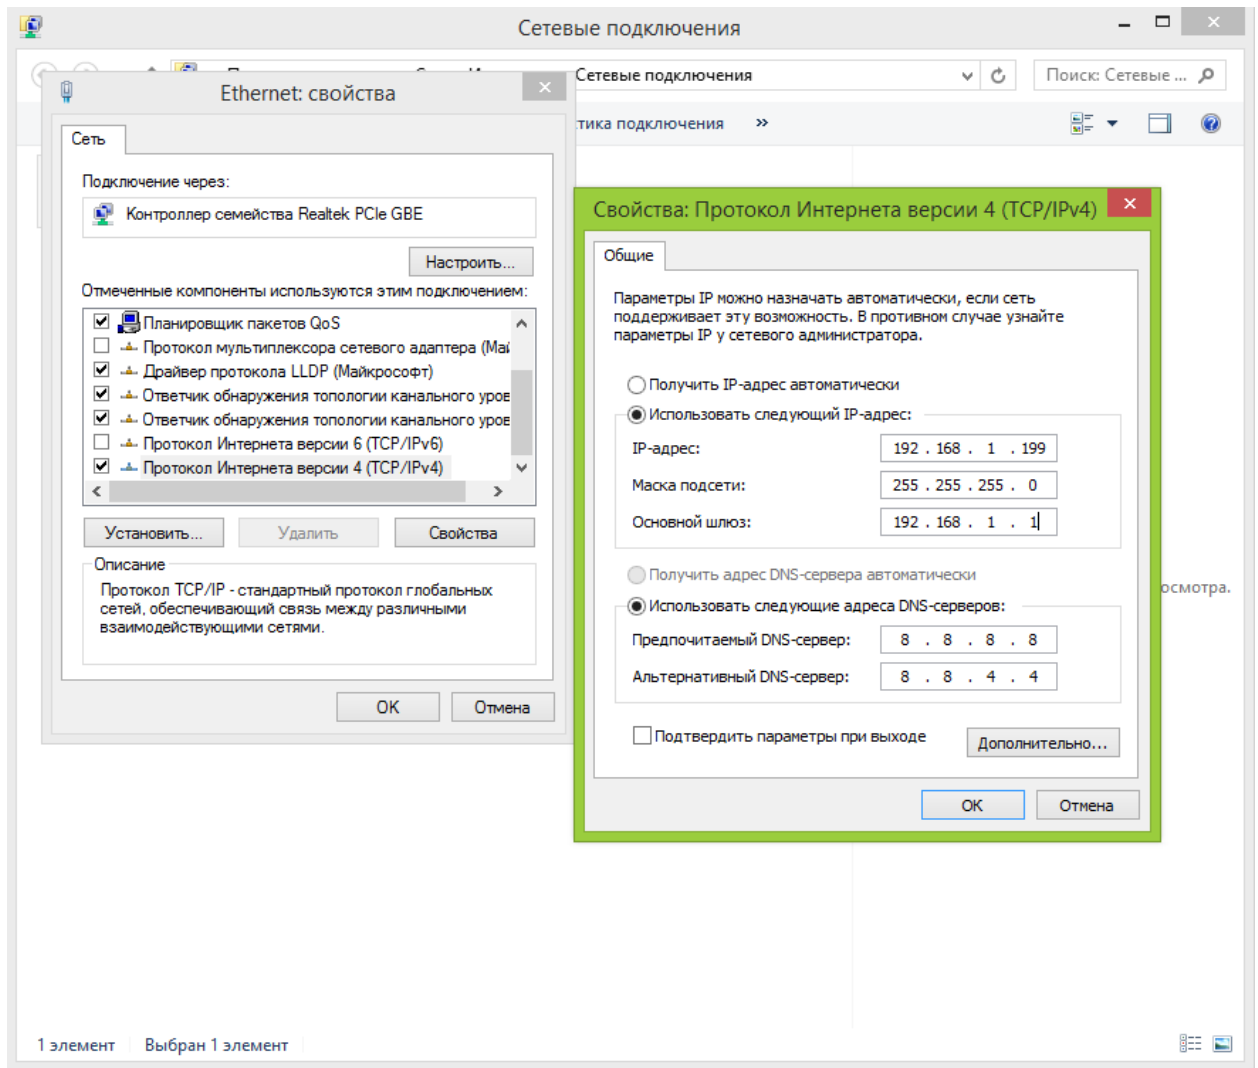 Сетевые подключения
Сетевые подключения
Поиск: Сетевые ...
тика подключения »
Ethernet: свойства
Сеть
Подключение через:
Контроллер семейства Realtek PCIe GBE
Настроить...
Отмеченные компоненты используются этим подключением:
Планировщик пакетов QoS
Протокол мультиплексора сетевого адаптера (Май
Драйвер протокола LLDP (Майкрософт)
Ответчик обнаружения топологии канального уров
Ответчик обнаружения топологии канального уров
Протокол Интернета версии 6 (TCP/IPv6)
Протокол Интернета версии 4 (TCP/IPv4)
Установить...
Удалить
Свойства
Описание
Протокол TCP/IP - стандартный протокол глобальных
сетей, обеспечивающий связь между различными
взаимодействующими сетями.
OK
Отмена
Свойства: Протокол Интернета версии 4 (TCP/IPv4)
Общие
Параметры IP можно назначать автоматически, если сеть
поддерживает эту возможность. В противном случае узнайте
параметры IP у сетевого администратора.
Получить IP-адрес автоматически
Использовать следующий IP-адрес:
IP-адрес: 192 . 168 . 1 . 199
Маска подсети: 255 . 255 . 255 . 0
Основной шлюз: 192 . 168 . 1 . 1
Получить адрес DNS-сервера автоматически
Использовать следующие адреса DNS-серверов:
Предпочитаемый DNS-сервер: 8 . 8 . 8 . 8
Альтернативный DNS-сервер: 8 . 8 . 4 . 4
Подтвердить параметры при выходе
Дополнительно...
OK
Отмена
осмотра.
1 элемент
Выбран 1 элемент